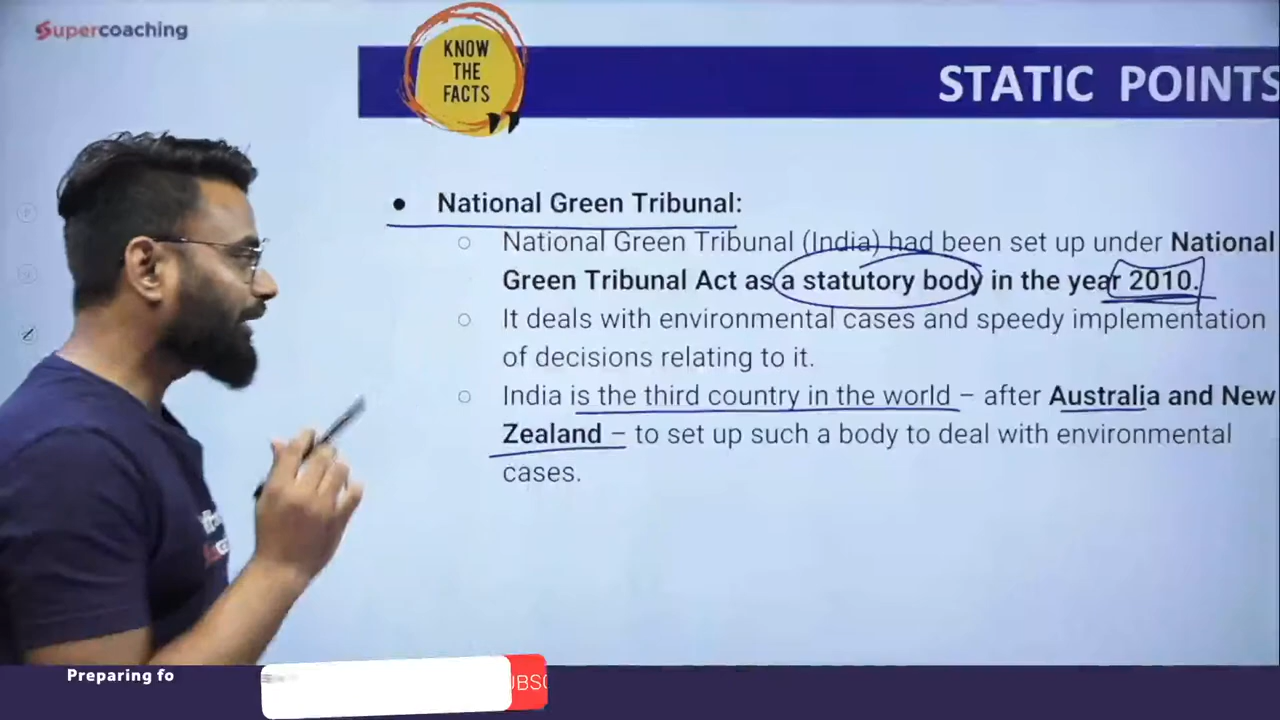 Supercoaching
KNOW
THE
FACTS
STATIC POINTS
• National Green Tribunal:
○ National Green Tribunal (India) had been set up under National
Green Tribunal Act as a statutory body in the year 2010.
○ It deals with environmental cases and speedy implementation
of decisions relating to it.
○ India is the third country in the world – after Australia and New
Zealand – to set up such a body to deal with environmental
cases.
Preparing fo
UBSC